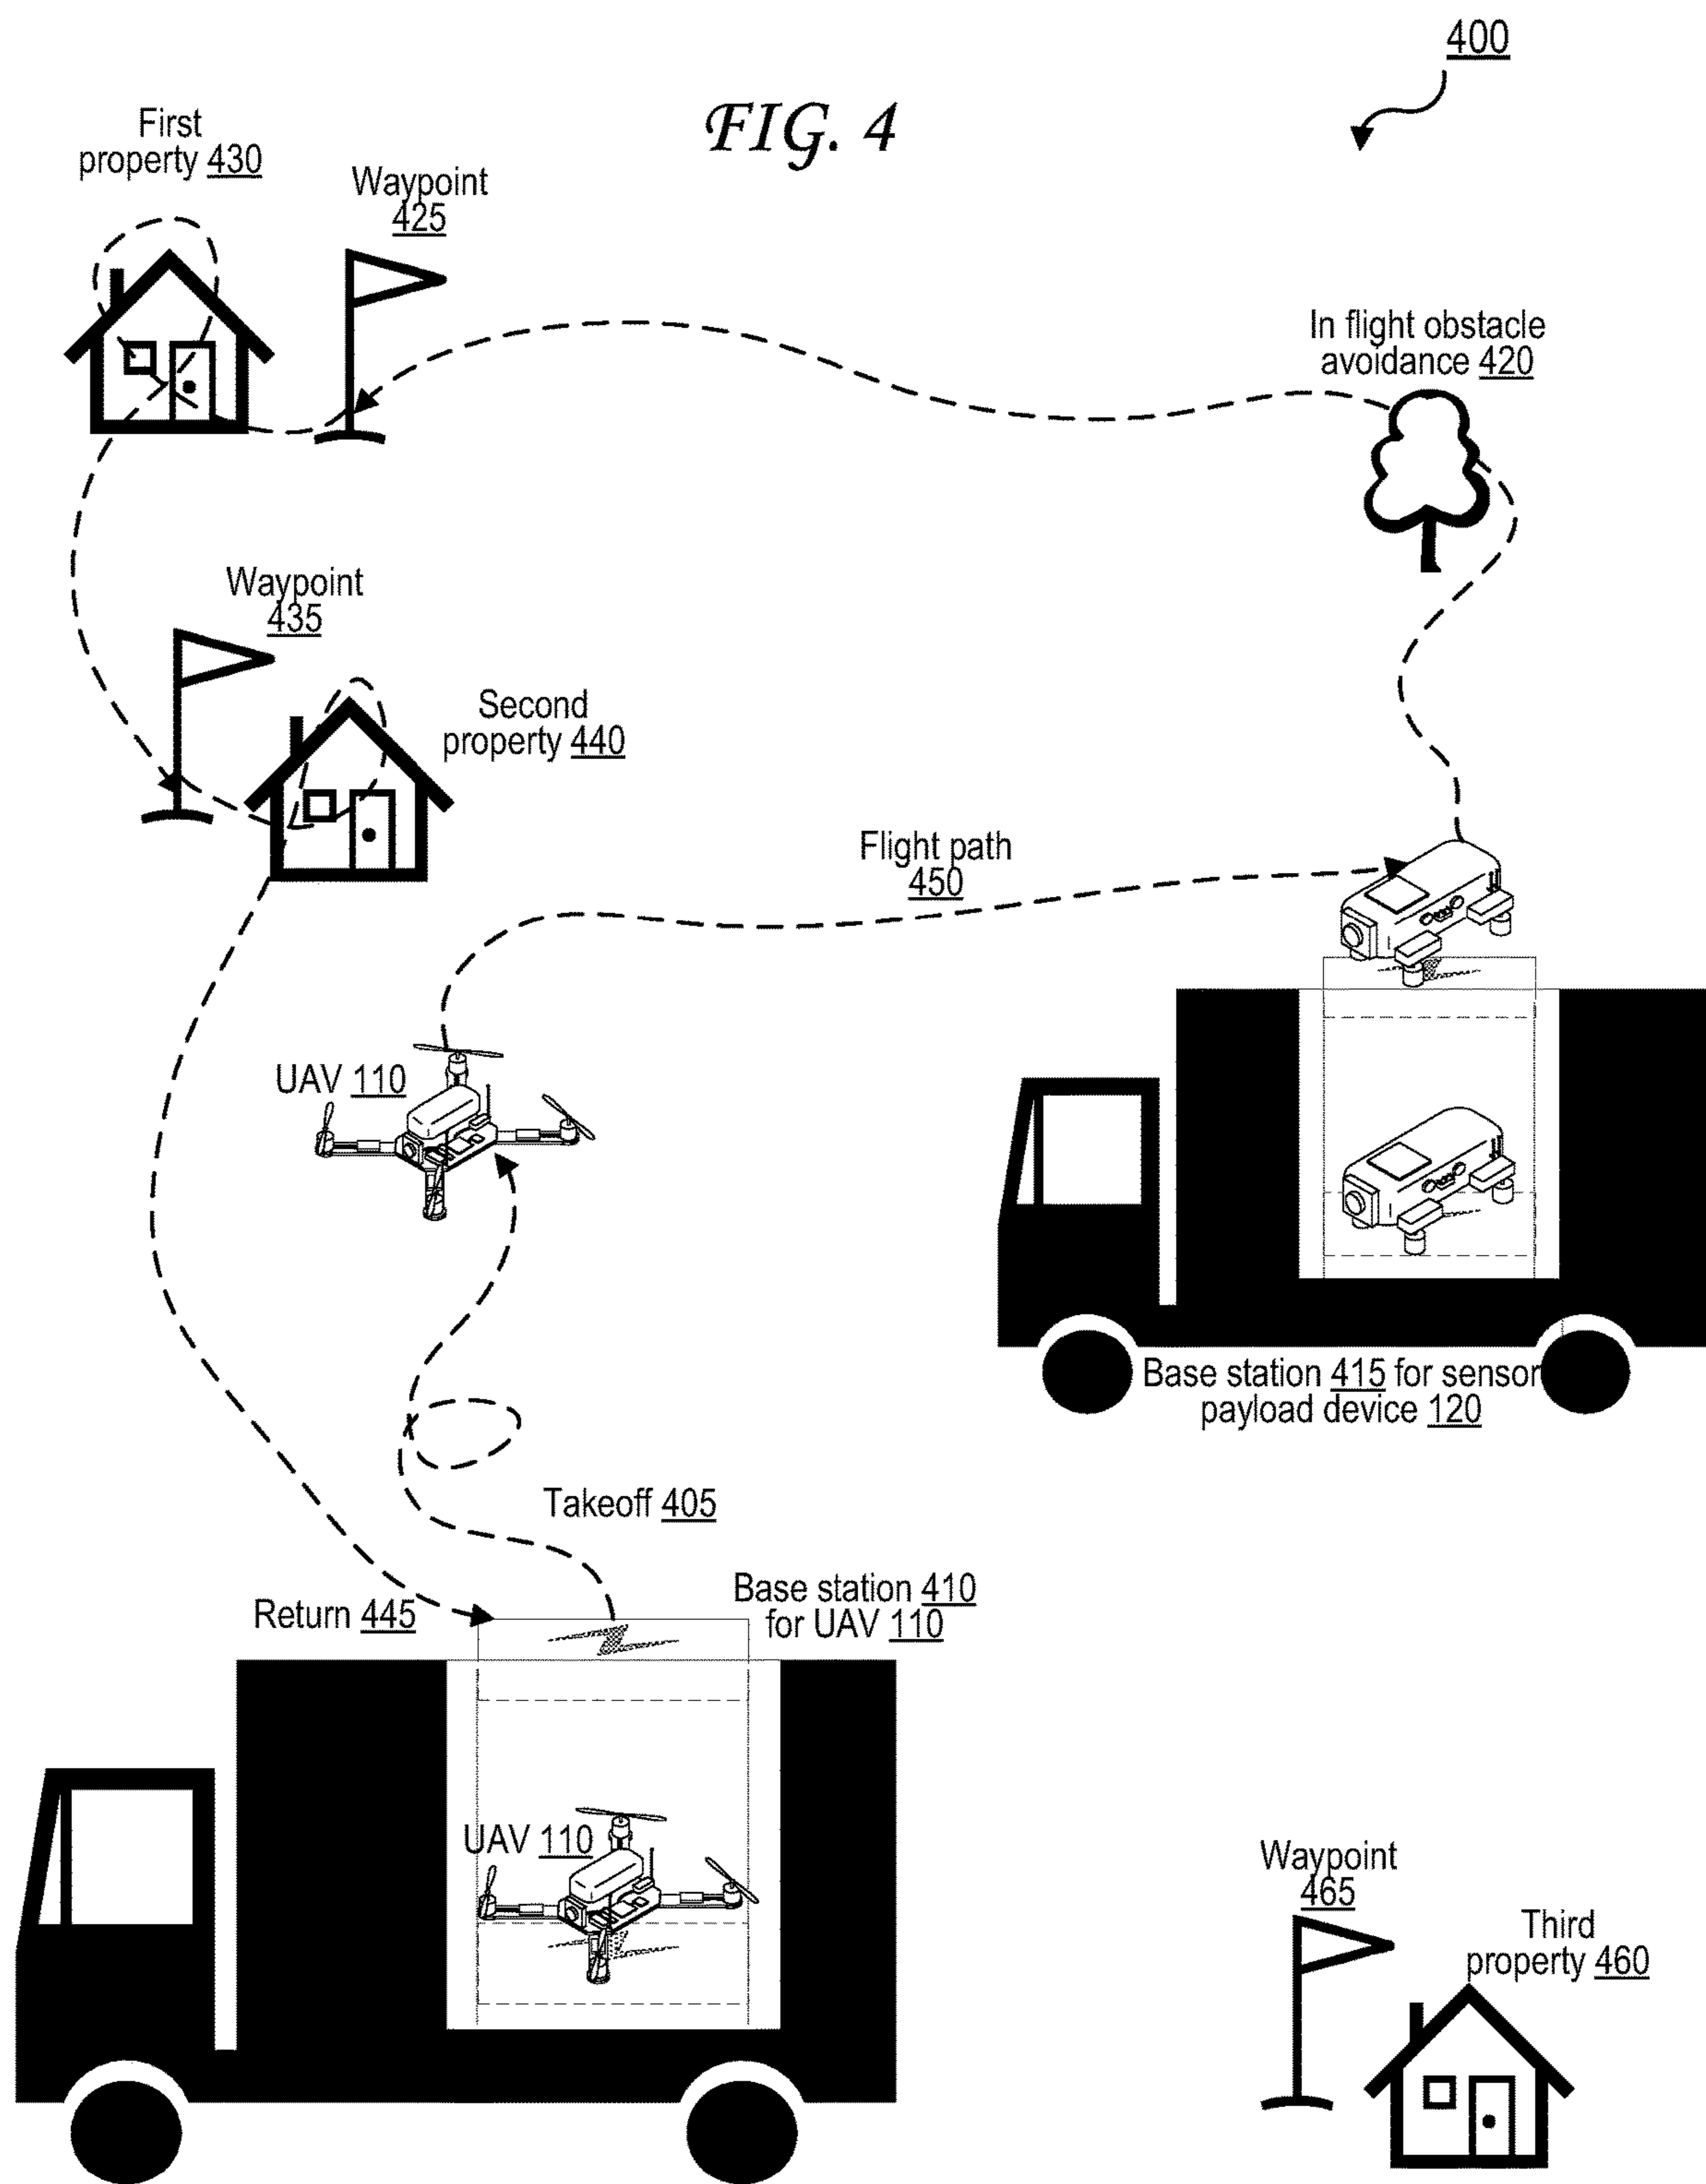 400
FIG. 4
First
property 430
Waypoint
425
In flight obstacle
avoidance 420
Waypoint
435
Second
property 440
Flight path
450
UAV 110
Base station 415 for sensor
payload device 120
Takeoff 405
Return 445
Base station 410
for UAV 110
UAV 110
Waypoint
465
Third
property 460